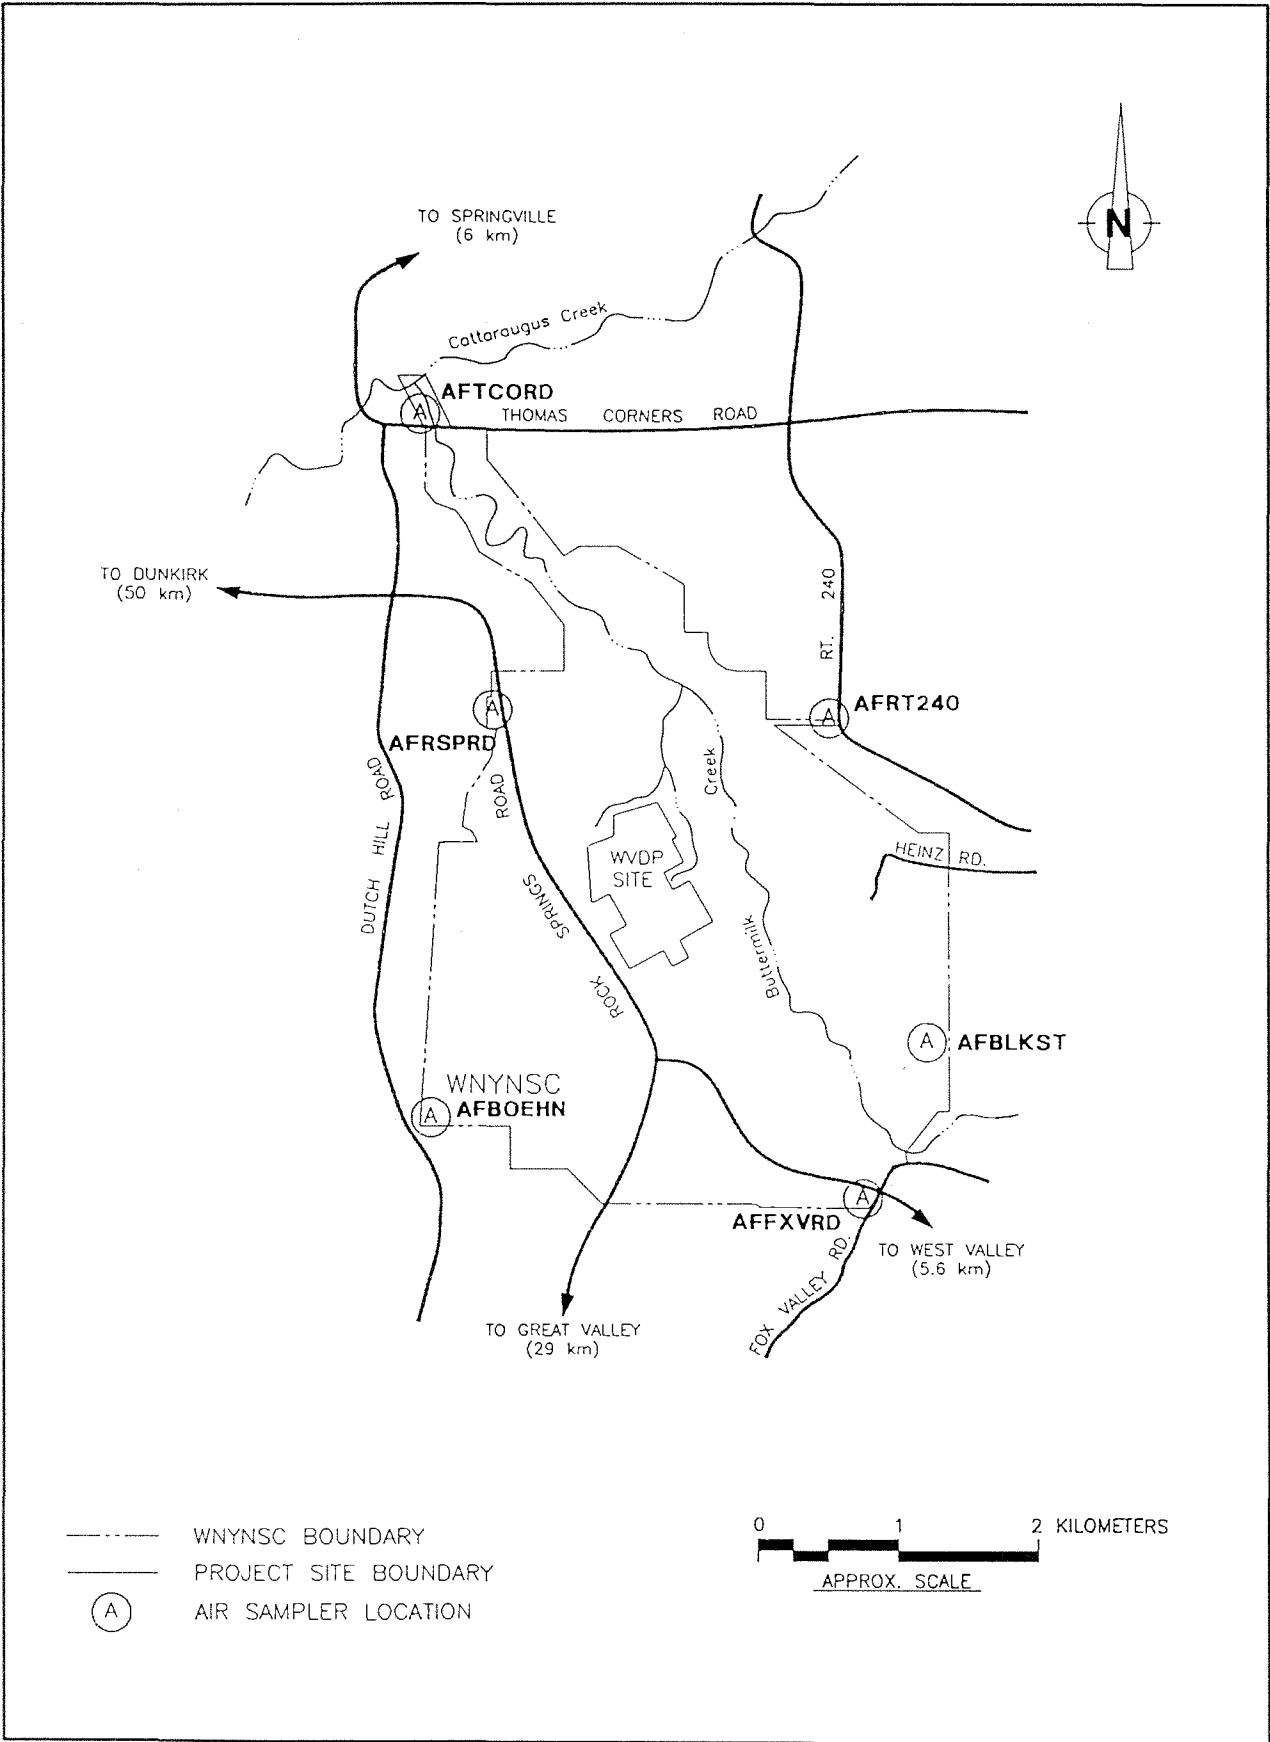 N
TO SPRINGVILLE
(6 km)
Cattaraugus Creek
AFTCORD
A
THOMAS CORNERS ROAD
TO DUNKIRK
(50 km)
RT. 240
A
AFRT240
A
AFRSPRD
Buttermilk Creek
DUTCH HILL ROAD
ROCK SPRINGS ROAD
HEINZ RD.
WVDP
SITE
A
AFBLKST
WNYNSC
A
AFBOEHN
A
AFFXVRD
FOX VALLEY RD.
TO WEST VALLEY
(5.6 km)
TO GREAT VALLEY
(29 km)
WNYNSC BOUNDARY
PROJECT SITE BOUNDARY
A
AIR SAMPLER LOCATION
0 1 2 KILOMETERS
APPROX. SCALE